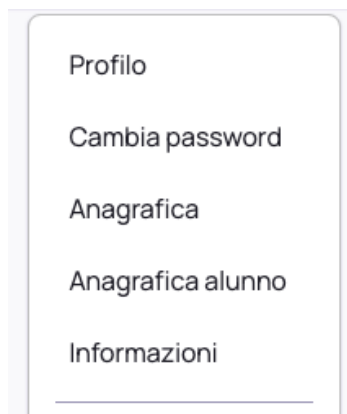 Profilo
Cambia password
Anagrafica
Anagrafica alunno
Informazioni